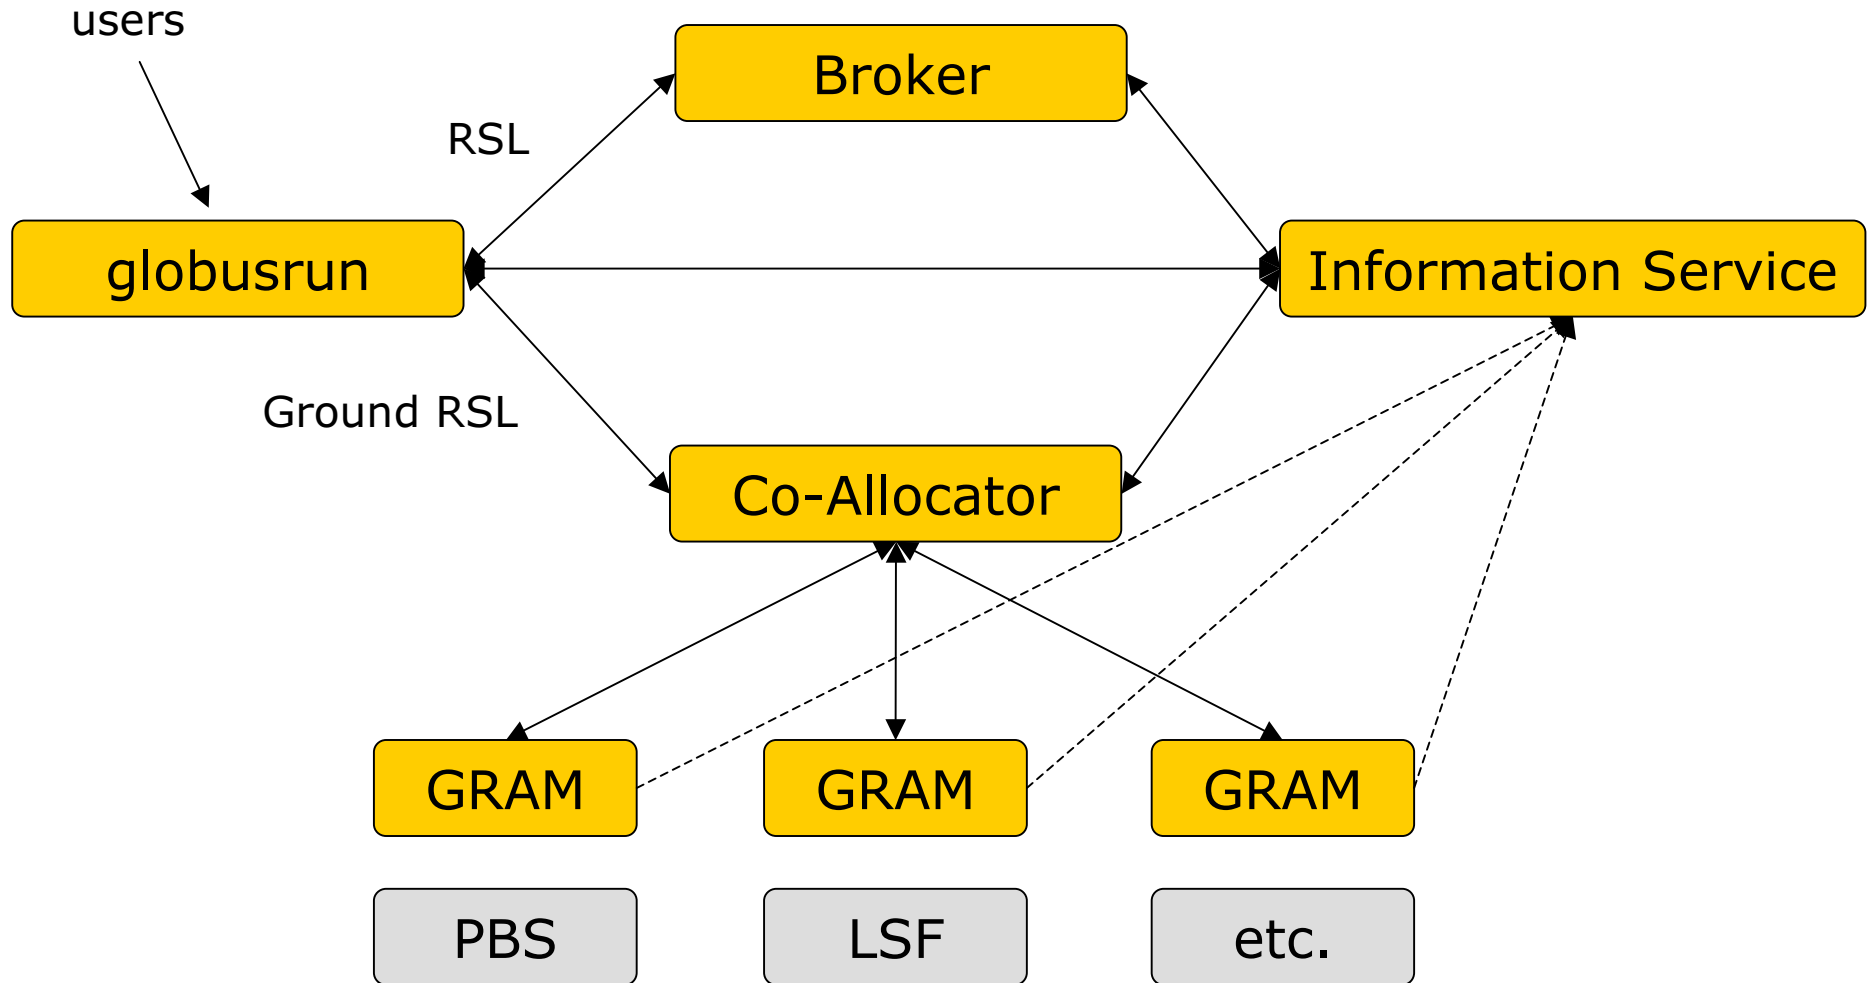 users
Broker
RSL
globusrun
Information Service
Ground RSL
Co-Allocator
GRAM
GRAM
GRAM
PBS
LSF
etc.